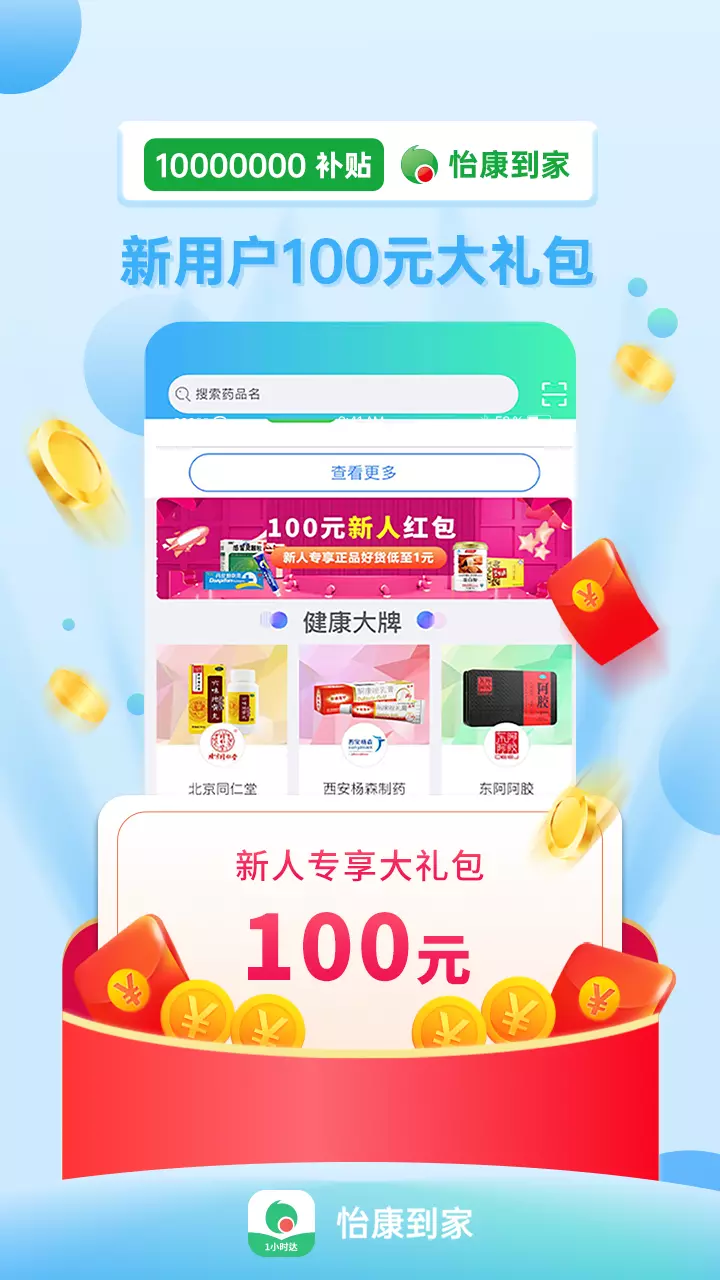 10000000 补贴
怡康到家
新用户100元大礼包
搜索药品名
查看更多
100元新人红包
新人专享正品好货低至1元
健康大牌
阿胶
北京同仁堂
西安杨森制药
东阿阿胶
新人专享大礼包
100元
1小时达
怡康到家